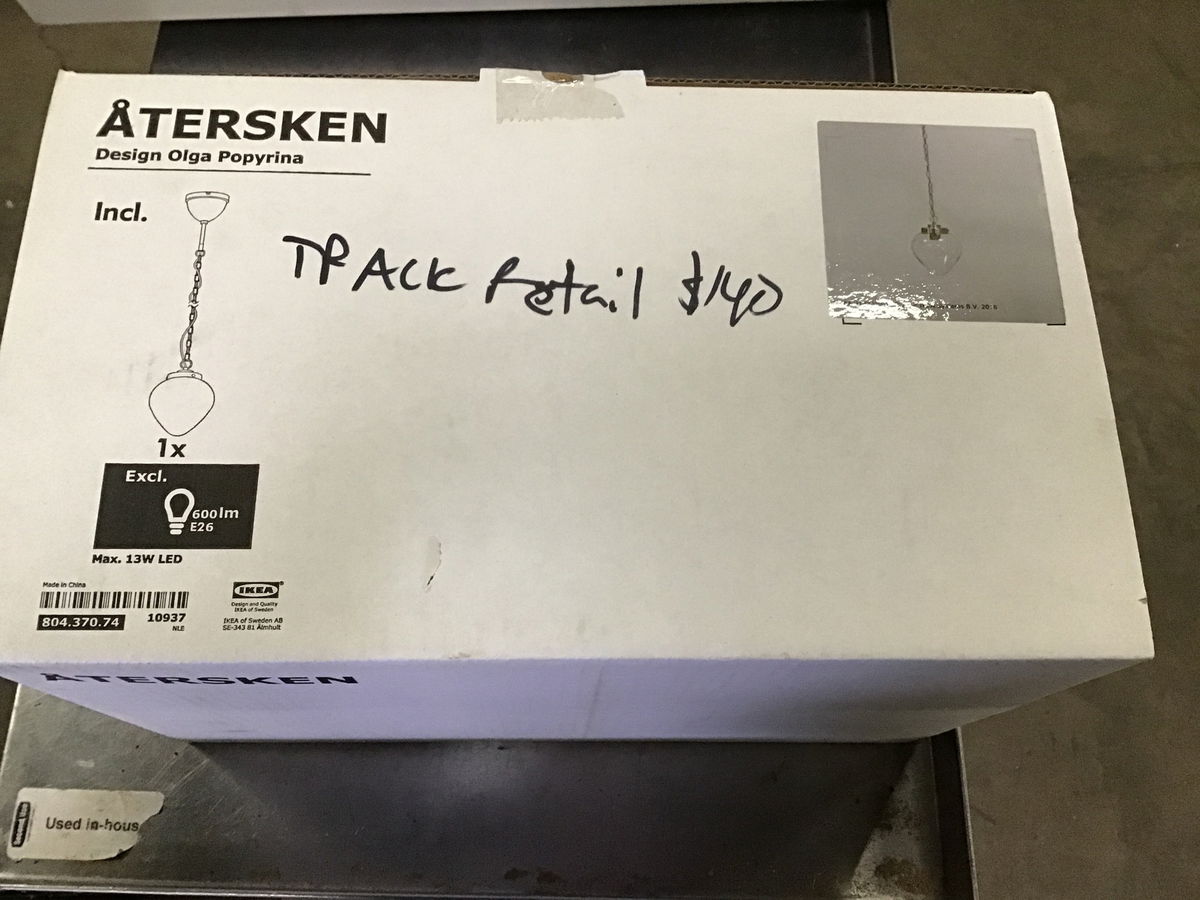 ÅTERSKEN
Design Olga Popyrina
Incl.
TRACK Retail $140
1x
Excl.
600lm
E26
Max. 13W LED
Made in China
804.370.74
10937
NLE
IKEA
Design and Quality
IKEA of Sweden
IKEA of Sweden AB
SE-343 81 Älmhult
B.V. 20
ÅTERSKEN
Used in-hous